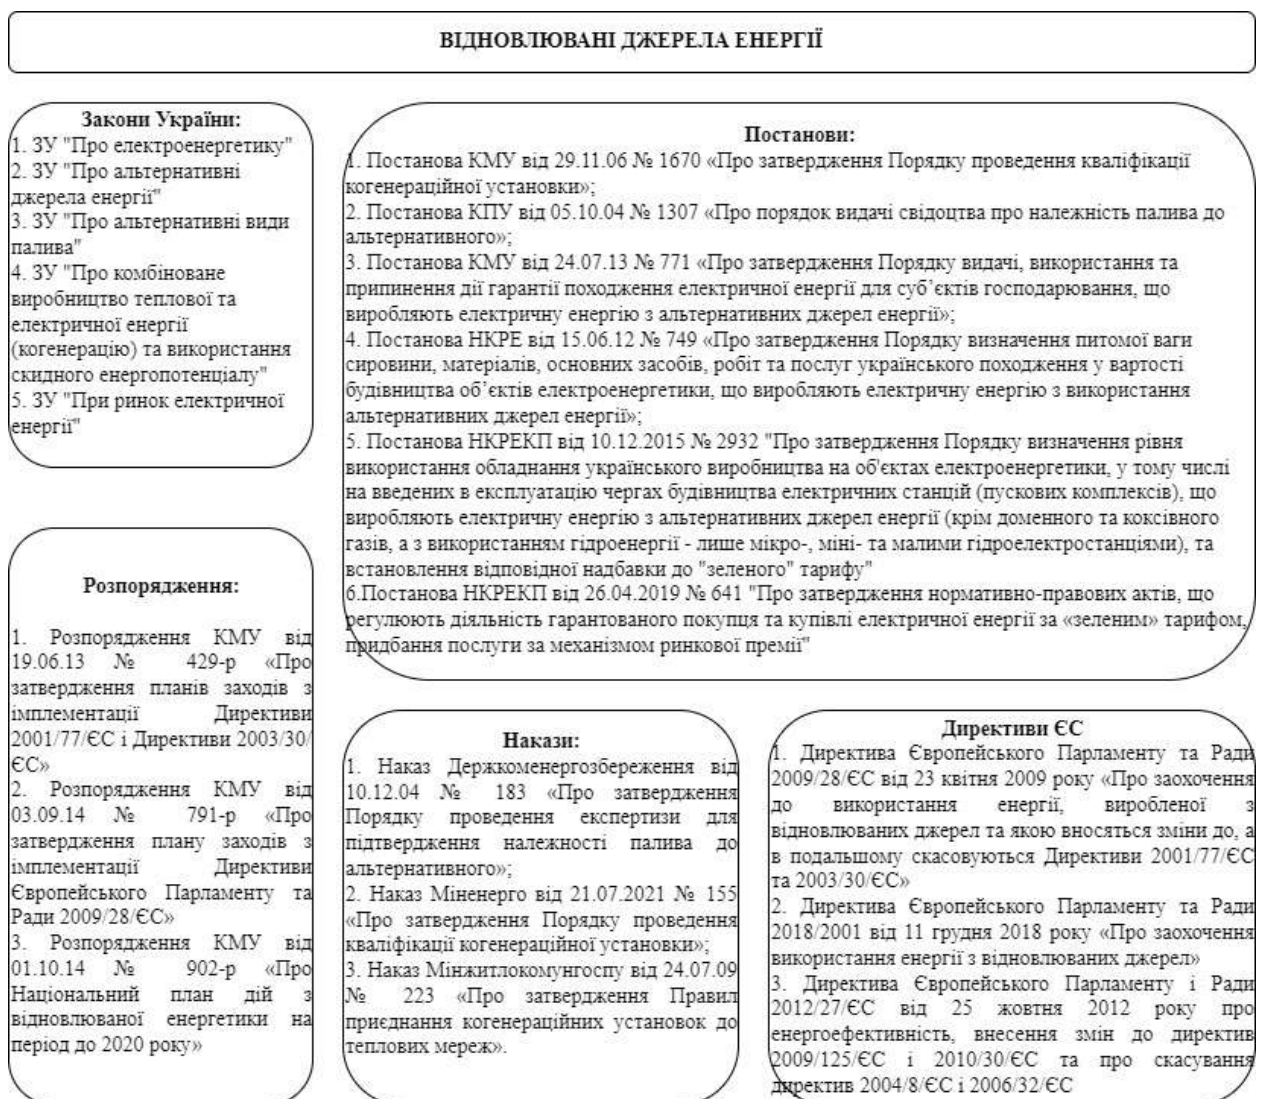 ВІДНОВЛЮВАНІ ДЖЕРЕЛА ЕНЕРГІЇ
Закони України:
1. ЗУ "Про електроенергетику"
2. ЗУ "Про альтернативні
джерела енергії"
3. ЗУ "Про альтернативні види
палива"
4. ЗУ "Про комбіноване
виробництво теплової та
електричної енергії
(когенерацію) та використання
скидного енергопотенціалу"
5. ЗУ "При ринок електричної
енергії"
Постанови:
1. Постанова КМУ від 29.11.06 № 1670 «Про затвердження Порядку проведення кваліфікації
когенераційної установки»;
2. Постанова КПУ від 05.10.04 № 1307 «Про порядок видачі свідоцтва про належність палива до
альтернативного»;
3. Постанова КМУ від 24.07.13 № 771 «Про затвердження Порядку видачі, використання та
припинення дії гарантії походження електричної енергії для суб’єктів господарювання, що
виробляють електричну енергію з альтернативних джерел енергії»;
4. Постанова НКРЕ від 15.06.12 № 749 «Про затвердження Порядку визначення питомої ваги
сировини, матеріалів, основних засобів, робіт та послуг українського походження у вартості
будівництва об’єктів електроенергетики, що виробляють електричну енергію з використання
альтернативних джерел енергії»;
5. Постанова НКРЕКП від 10.12.2015 № 2932 "Про затвердження Порядку визначення рівня
використання обладнання українського виробництва на об'єктах електроенергетики, у тому числі
на введених в експлуатацію чергах будівництва електричних станцій (пускових комплексів), що
виробляють електричну енергію з альтернативних джерел енергії (крім доменного та коксівного
газів, а з використанням гідроенергії - лише мікро-, міні- та малими гідроелектростанціями), та
встановлення відповідної надбавки до "зеленого" тарифу"
6.Постанова НКРЕКП від 26.04.2019 № 641 "Про затвердження нормативно-правових актів, що
регулюють діяльність гарантованого покупця та купівлі електричної енергії за «зеленим» тарифом,
придбання послуги за механізмом ринкової премії"
Розпорядження:
1. Розпорядження КМУ від
19.06.13 № 429-р «Про
затвердження планів заходів з
імплементації Директиви
2001/77/ЄС і Директиви 2003/30/
ЄС»
2. Розпорядження КМУ від
03.09.14 № 791-р «Про
затвердження плану заходів з
імплементації Директиви
Європейського Парламенту та
Ради 2009/28/ЄС»
3. Розпорядження КМУ від
01.10.14 № 902-р «Про
Національний план дій з
відновлюваної енергетики на
період до 2020 року»
Накази:
1. Наказ Держкоменергозбереження від
10.12.04 № 183 «Про затвердження
Порядку проведення експертизи для
підтвердження належності палива до
альтернативного»;
2. Наказ Міненерго від 21.07.2021 № 155
«Про затвердження Порядку проведення
кваліфікації когенераційної установки»;
3. Наказ Мінжитлокомунгоспу від 24.07.09
№ 223 «Про затвердження Правил
приєднання когенераційних установок до
теплових мереж».
Директиви ЄС
1. Директива Європейського Парламенту та Ради
2009/28/ЄС від 23 квітня 2009 року «Про заохочення
до використання енергії, виробленої з
відновлюваних джерел та якою вносяться зміни до, а
в подальшому скасовуються Директиви 2001/77/ЄС
та 2003/30/ЄС»
2. Директива Європейського Парламенту та Ради
2018/2001 від 11 грудня 2018 року «Про заохочення
використання енергії з відновлюваних джерел»
3. Директива Європейського Парламенту і Ради
2012/27/ЄС від 25 жовтня 2012 року про
енергоефективність, внесення змін до директив
2009/125/ЄС і 2010/30/ЄС та про скасування
директив 2004/8/ЄС і 2006/32/ЄС